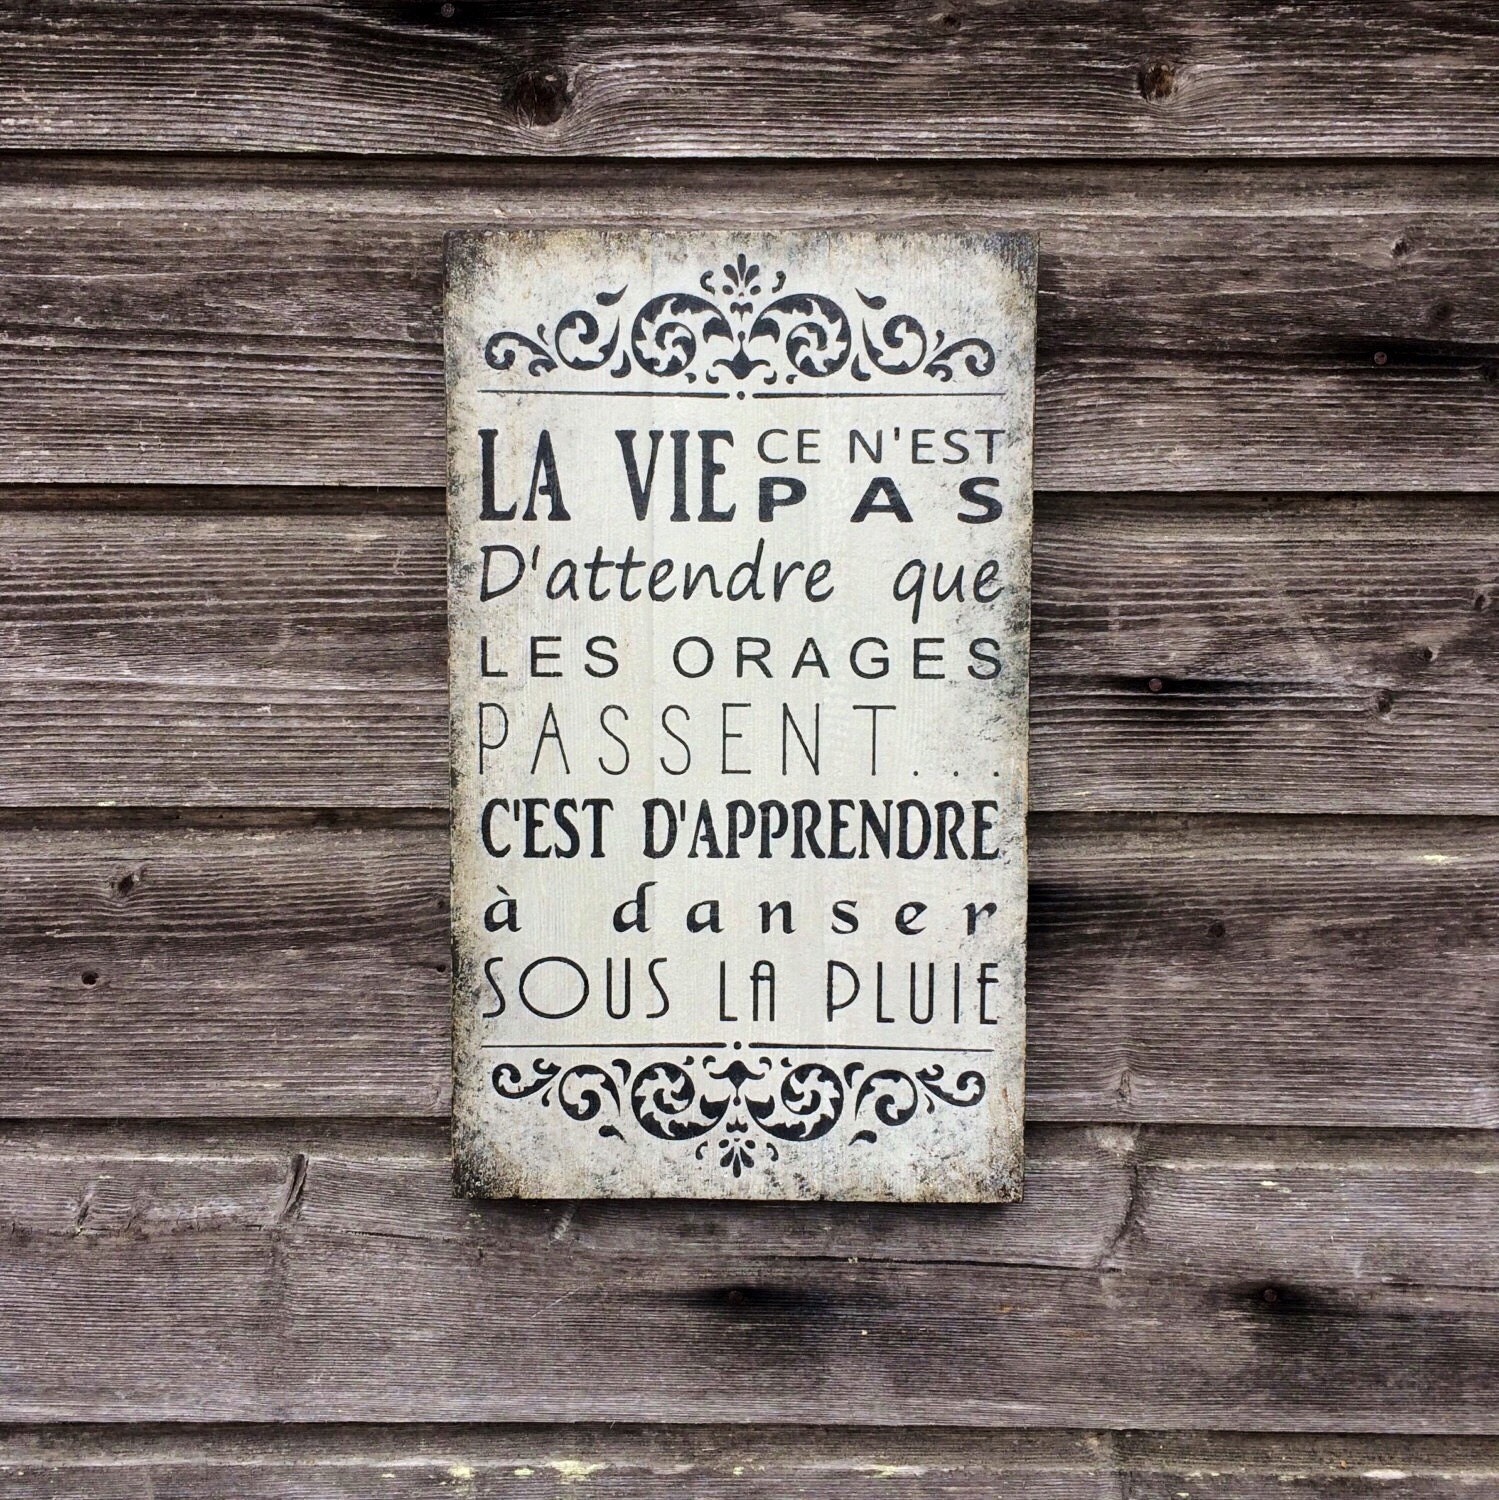 LA VIE CE N'EST
PAS
D'attendre que
LES ORAGES
PASSENT...
C'EST D'APPRENDRE
à danser
SOUS LA PLUIE